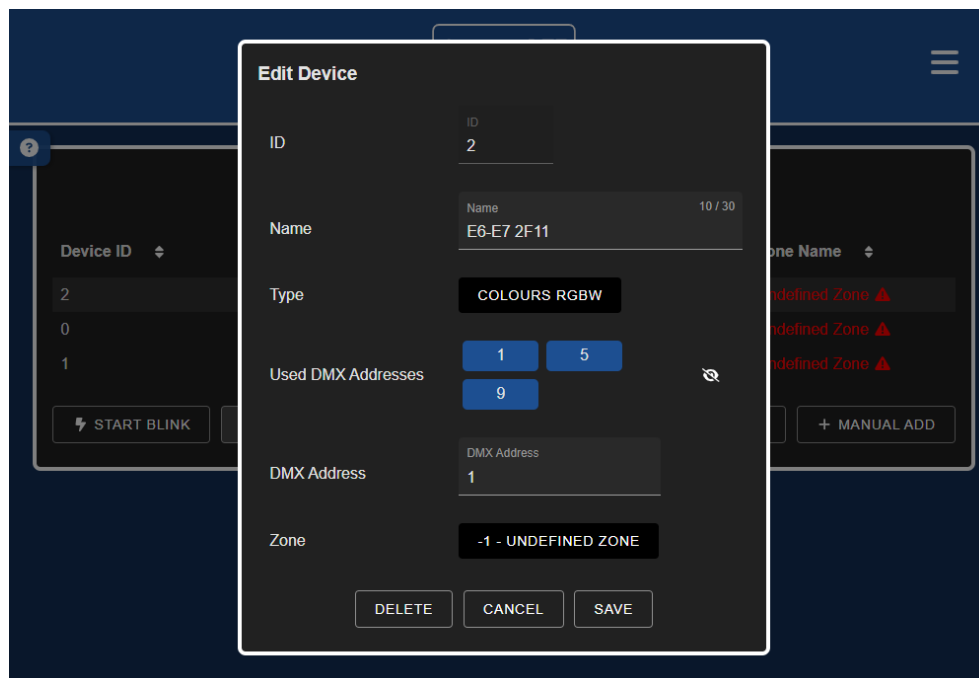 Edit Device
ID
ID
2
Name
Name
10 / 30
E6-E7 2F11
Type
COLOURS RGBW
Used DMX Addresses
1
5
9
DMX Address
DMX Address
1
Zone
-1 - UNDEFINED ZONE
DELETE
CANCEL
SAVE
?
Device ID
one Name
2
ndefined Zone
0
ndefined Zone
1
ndefined Zone
START BLINK
+ MANUAL ADD